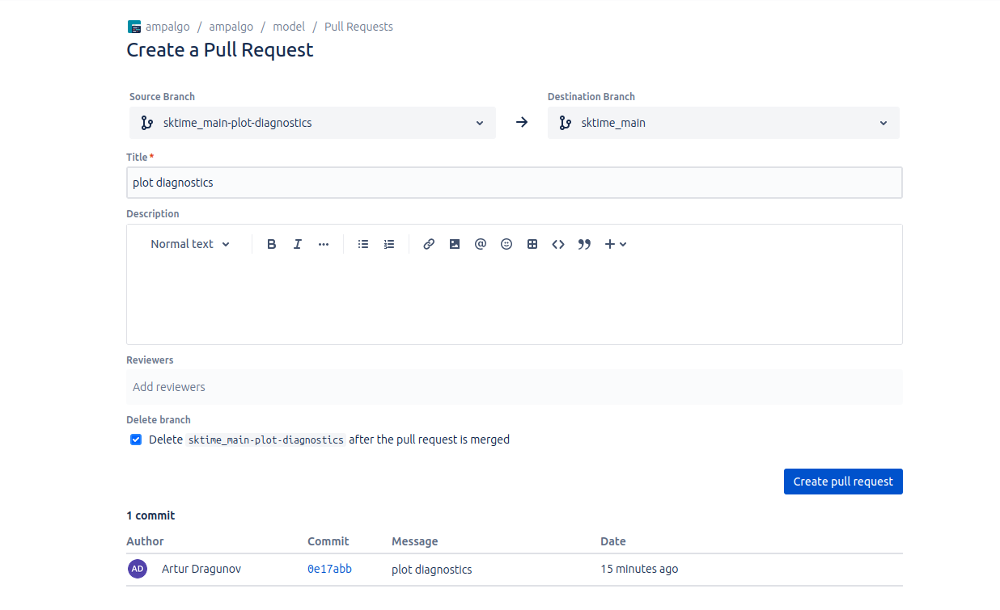 ampalgo / ampalgo / model / Pull Requests
Create a Pull Request
Source Branch
Destination Branch
sktime_main-plot-diagnostics
sktime_main
Title *
plot diagnostics
Description
Normal text
Reviewers
Add reviewers
Delete branch
Delete sktime_main-plot-diagnostics after the pull request is merged
Create pull request
1 commit
Author Commit Message Date
AD Artur Dragunov 0e17abb plot diagnostics 15 minutes ago